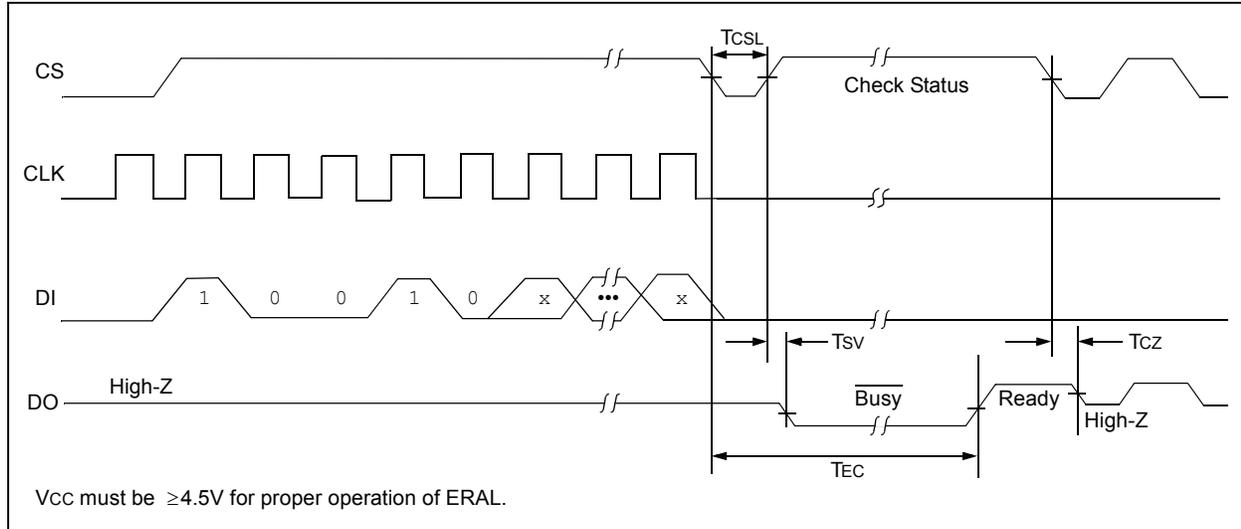 TCSL
CS
Check Status
CLK
DI
1 0 0 1 0 x ••• x
TSV
TCZ
High-Z
DO
Busy
Ready
High-Z
TEC
VCC must be ≥4.5V for proper operation of ERAL.